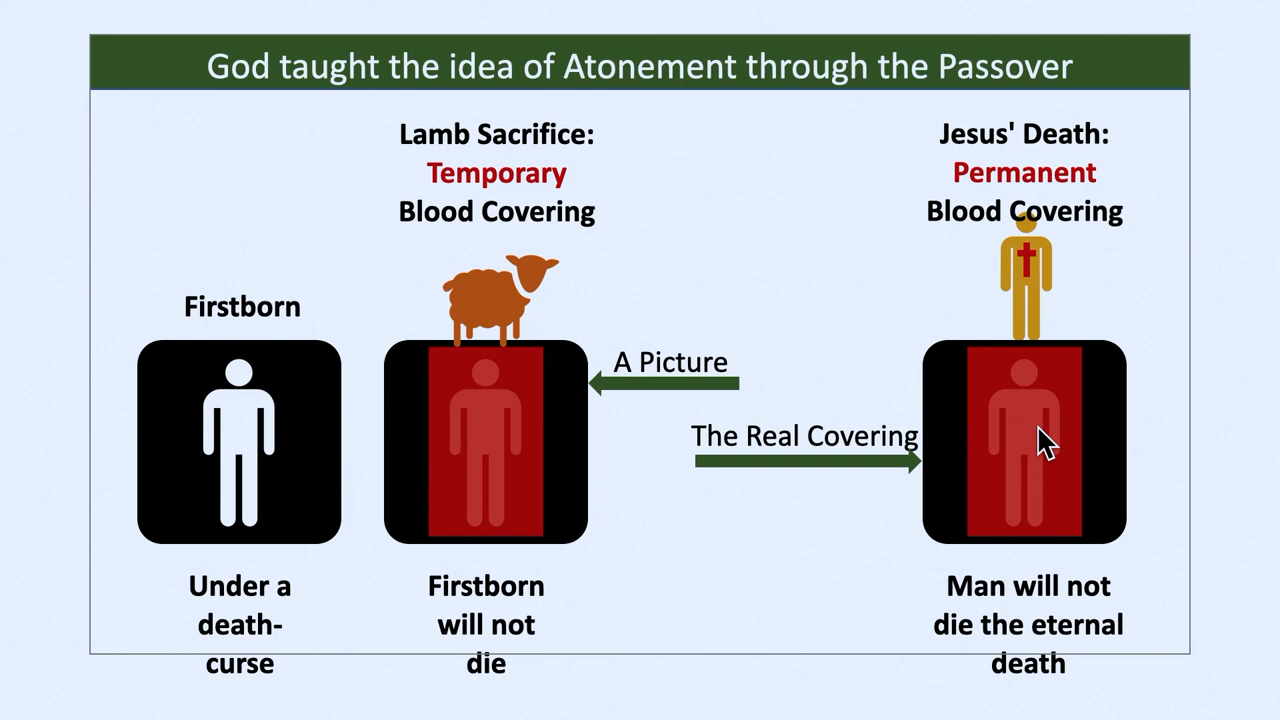 God taught the idea of Atonement through the Passover
Lamb Sacrifice:
Temporary
Blood Covering
Jesus' Death:
Permanent
Blood Covering
Firstborn
A Picture
The Real Covering
Under a
death-
curse
Firstborn
will not
die
Man will not
die the eternal
death